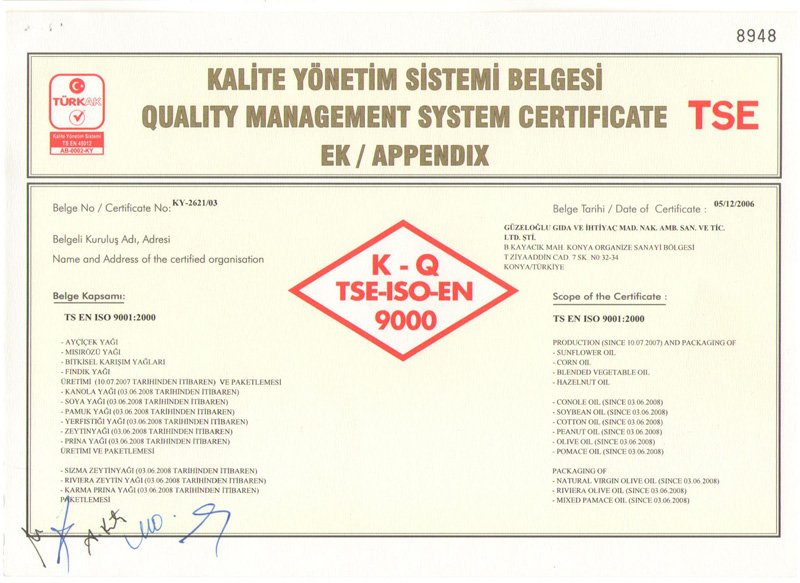 8948
TÜRKAK
Kalite Yönetim Sistemi
TS EN 45012
AB-0002-KY
KALİTE YÖNETİM SİSTEMİ BELGESİ
QUALITY MANAGEMENT SYSTEM CERTIFICATE
TSE
EK / APPENDIX
Belge No / Certificate No: KY-2621/03
Belge Tarihi / Date of Certificate : 05/12/2006
Belgeli Kuruluş Adı, Adresi
Name and Address of the certified organisation
GÜZELOĞLU GIDA VE İHTİYAÇ MAD. NAK. AMB. SAN. VE TİC.
LTD. ŞTİ.
B.KAYACIK MAH. KONYA ORGANİZE SANAYİ BÖLGESİ
T.ZİYAADDİN CAD. 7 SK. N0 32-34
KONYA/TÜRKİYE
K - Q
TSE-ISO-EN
9000
Belge Kapsamı:
TS EN ISO 9001:2000
- AYÇİÇEK YAĞI
- MISIRÖZÜ YAĞI
- BİTKİSEL KARIŞIM YAĞLARI
- FINDIK YAĞI
ÜRETİMİ (10.07.2007 TARİHİNDEN İTİBAREN) VE PAKETLEMESİ
- KANOLA YAĞI (03.06.2008 TARİHİNDEN İTİBAREN)
- SOYA YAĞI (03.06.2008 TARİHİNDEN İTİBAREN)
- PAMUK YAĞI (03.06.2008 TARİHİNDEN İTİBAREN)
- YERFISTIĞI YAĞI (03.06.2008 TARİHİNDEN İTİBAREN)
- ZEYTİNYAĞI (03.06.2008 TARİHİNDEN İTİBAREN)
- PRİNA YAĞI (03.06.2008 TARİHİNDEN İTİBAREN)
ÜRETİMİ VE PAKETLEMESİ
- SIZMA ZEYTİNYAĞI (03.06.2008 TARİHİNDEN İTİBAREN)
- RIVIERA ZEYTİN YAĞI (03.06.2008 TARİHİNDEN İTİBAREN)
- KARMA PRİNA YAĞI (03.06.2008 TARİHİNDEN İTİBAREN)
PAKETLEMESİ
Scope of the Certificate :
TS EN ISO 9001:2000
PRODUCTION (SINCE 10.07.2007) AND PACKAGING OF
- SUNFLOWER OIL
- CORN OIL
- BLENDED VEGETABLE OIL
- HAZELNUT OIL
- CONOLE OIL (SINCE 03.06.2008)
- SOYBEAN OIL (SINCE 03.06.2008)
- COTTON OIL (SINCE 03.06.2008)
- PEANUT OIL (SINCE 03.06.2008)
- OLIVE OIL (SINCE 03.06.2008)
- POMACE OIL (SINCE 03.06.2008)
PACKAGING OF
- NATURAL VIRGIN OLIVE OIL (SINCE 03.06.2008)
- RIVIERA OLIVE OIL (SINCE 03.06.2008)
- MIXED PAMACE OIL (SINCE 03.06.2008)